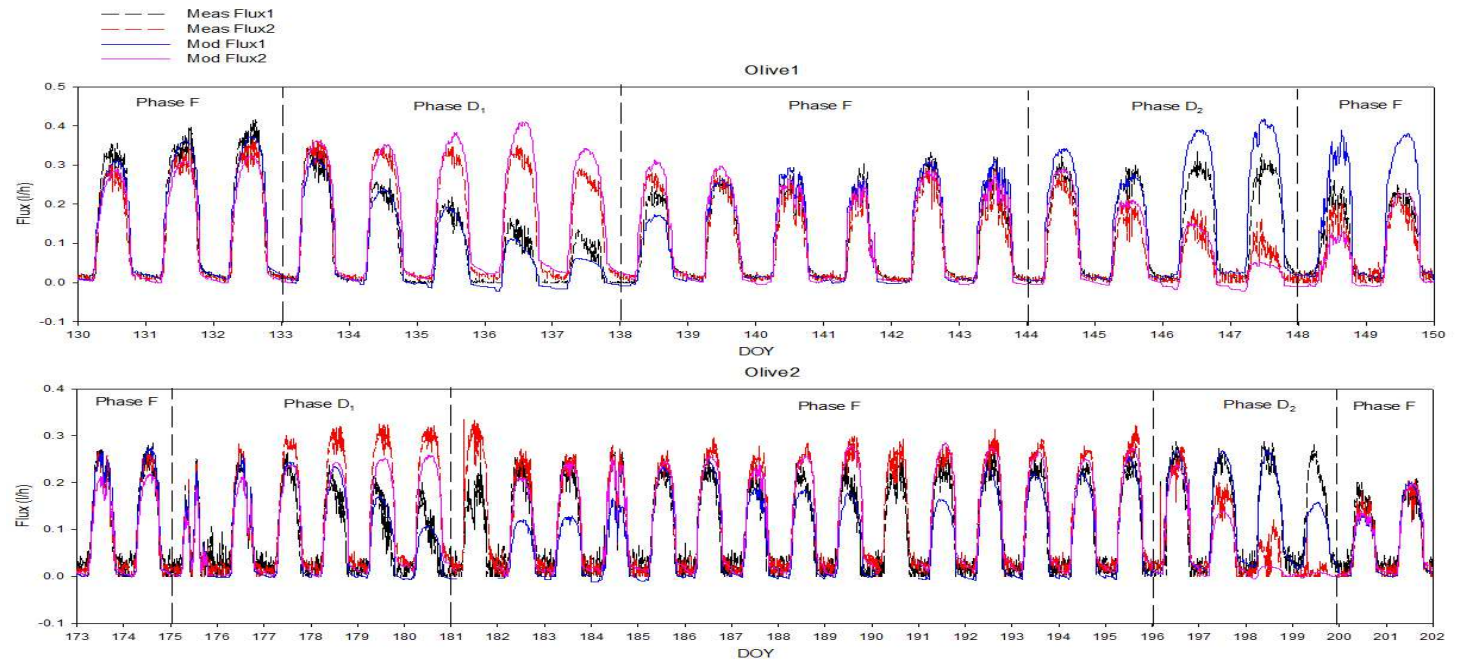 Meas Flux1
Meas Flux2
Mod Flux1
Mod Flux2
Olive1
Phase F Phase D1 Phase F Phase D2 Phase F
Flux (l/h)
0.5
0.4
0.3
0.2
0.1
0.0
-0.1
130 131 132 133 134 135 136 137 138 139 140 141 142 143 144 145 146 147 148 149 150
DOY
Olive2
Phase F Phase D1 Phase F Phase D2 Phase F
Flux (l/h)
0.4
0.3
0.2
0.1
0.0
-0.1
173 174 175 176 177 178 179 180 181 182 183 184 185 186 187 188 189 190 191 192 193 194 195 196 197 198 199 200 201 202
DOY